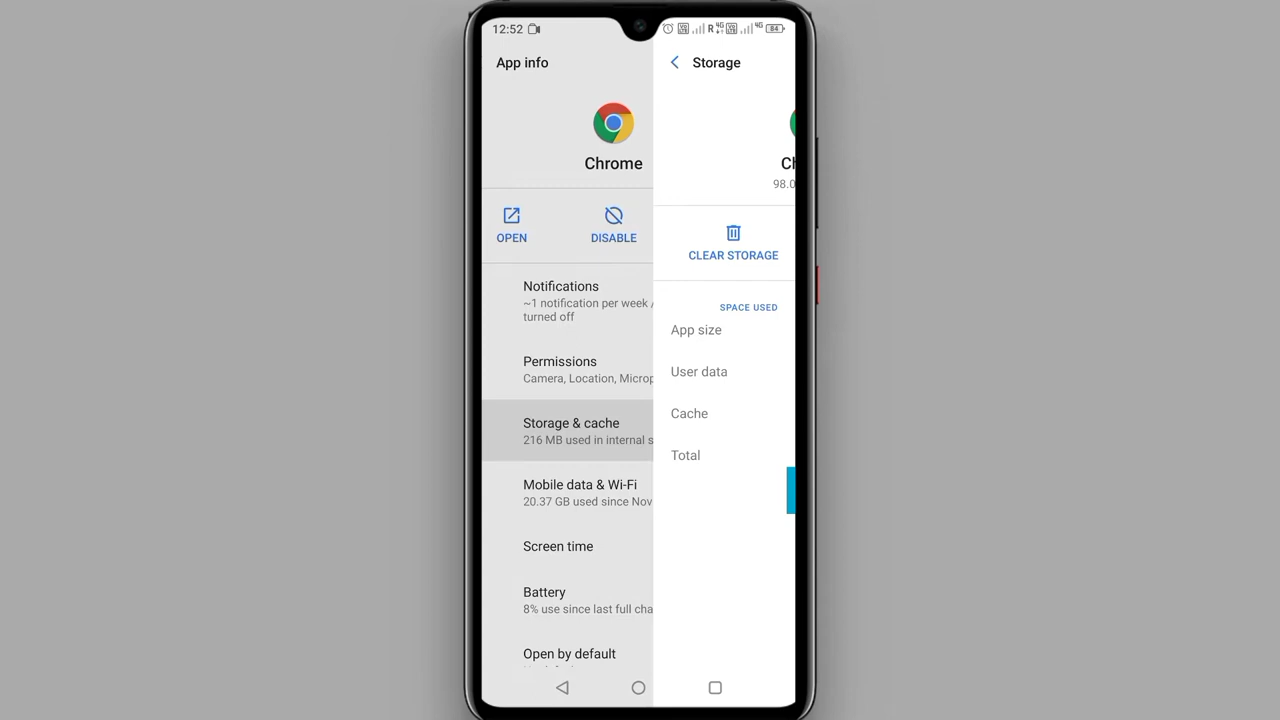 12:52
R 4G 4G 84
App info
Storage
Chrome
Ch
98.0
OPEN
DISABLE
CLEAR STORAGE
Notifications
~1 notification per week /
turned off
SPACE USED
App size
Permissions
Camera, Location, Microp
User data
Storage & cache
216 MB used in internal s
Cache
Total
Mobile data & Wi-Fi
20.37 GB used since Nov
Screen time
Battery
8% use since last full cha
Open by default